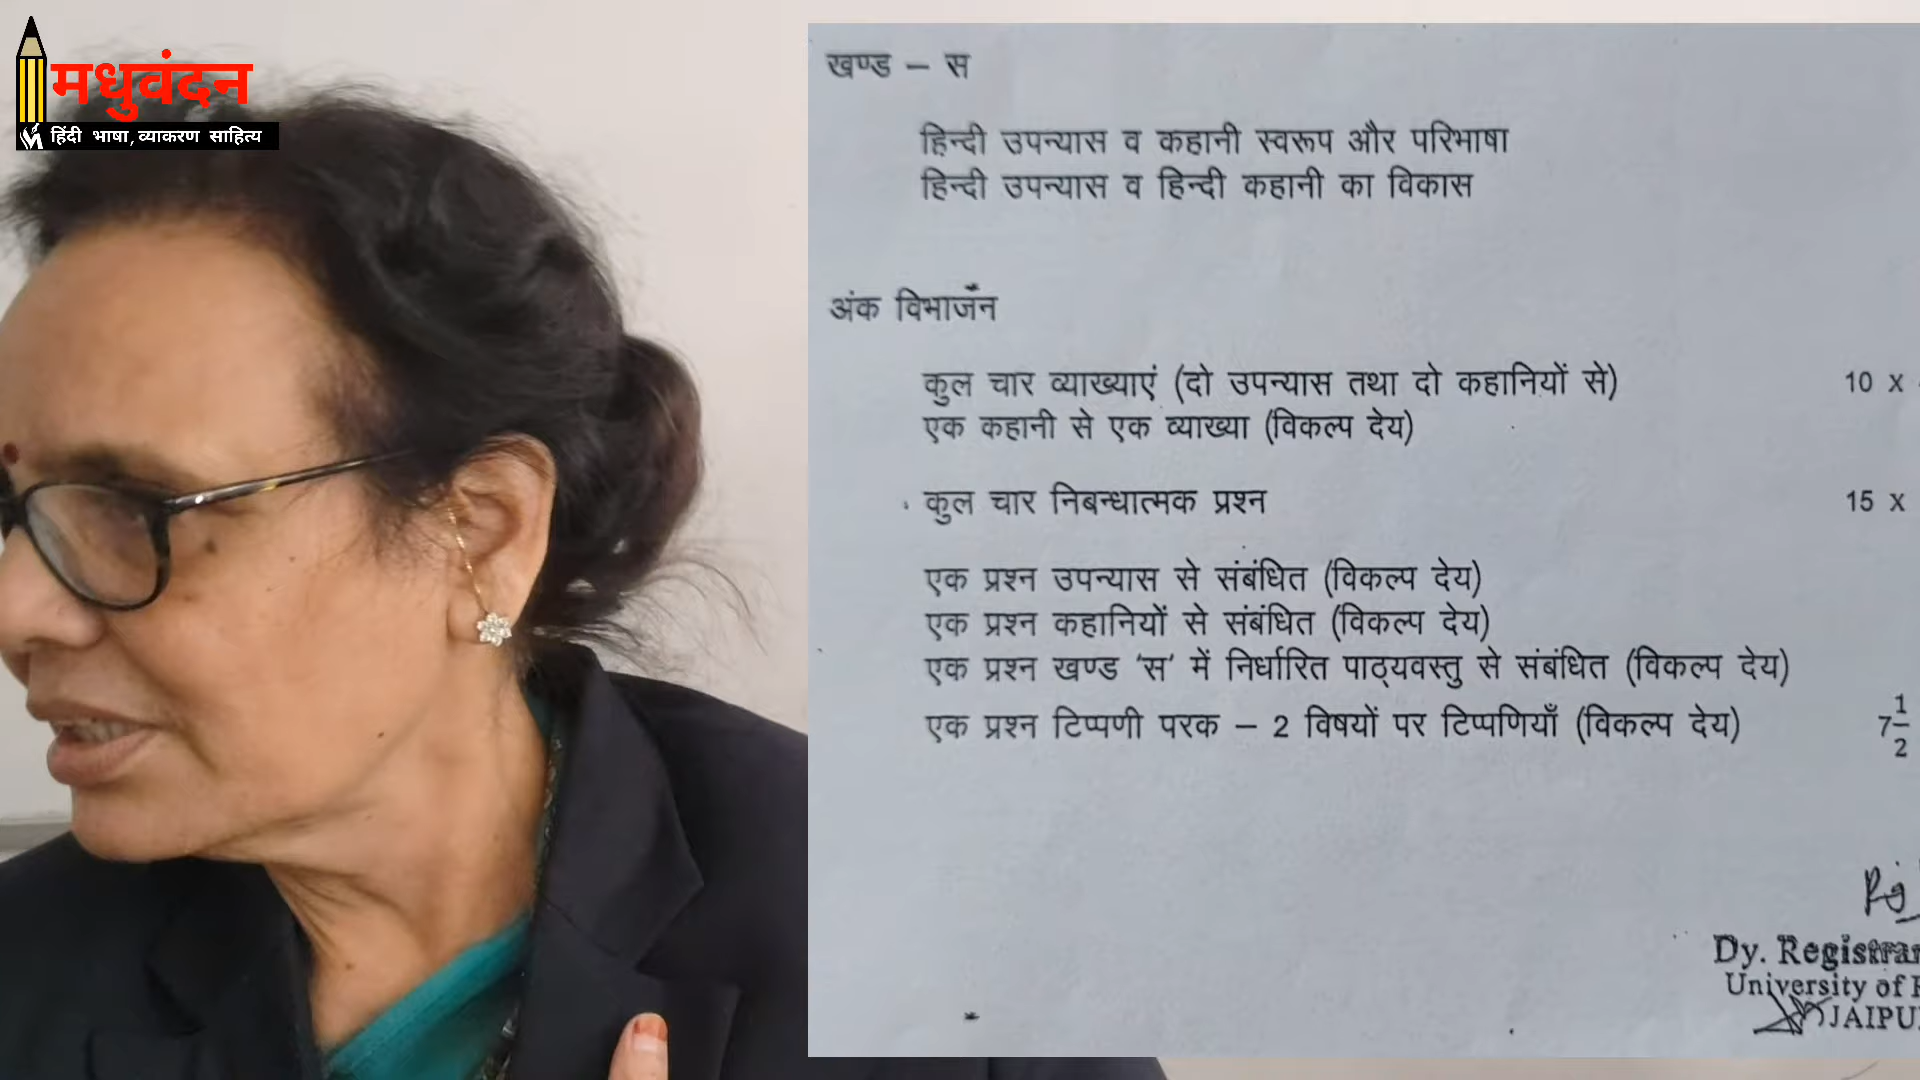 मधुवंदन
हिंदी भाषा, व्याकरण साहित्य
खण्ड – स
हिन्दी उपन्यास व कहानी स्वरूप और परिभाषा
हिन्दी उपन्यास व हिन्दी कहानी का विकास
अंक विभाजन
कुल चार व्याख्याएं (दो उपन्यास तथा दो कहानियों से) 10 x
एक कहानी से एक व्याख्या (विकल्प देय)
कुल चार निबन्धात्मक प्रश्न 15 x
एक प्रश्न उपन्यास से संबंधित (विकल्प देय)
एक प्रश्न कहानियों से संबंधित (विकल्प देय)
एक प्रश्न खण्ड ‘स’ में निर्धारित पाठ्यवस्तु से संबंधित (विकल्प देय)
एक प्रश्न टिप्पणी परक – 2 विषयों पर टिप्पणियाँ (विकल्प देय) 7 1/2
Dy. Registrar
University of
JAIPU